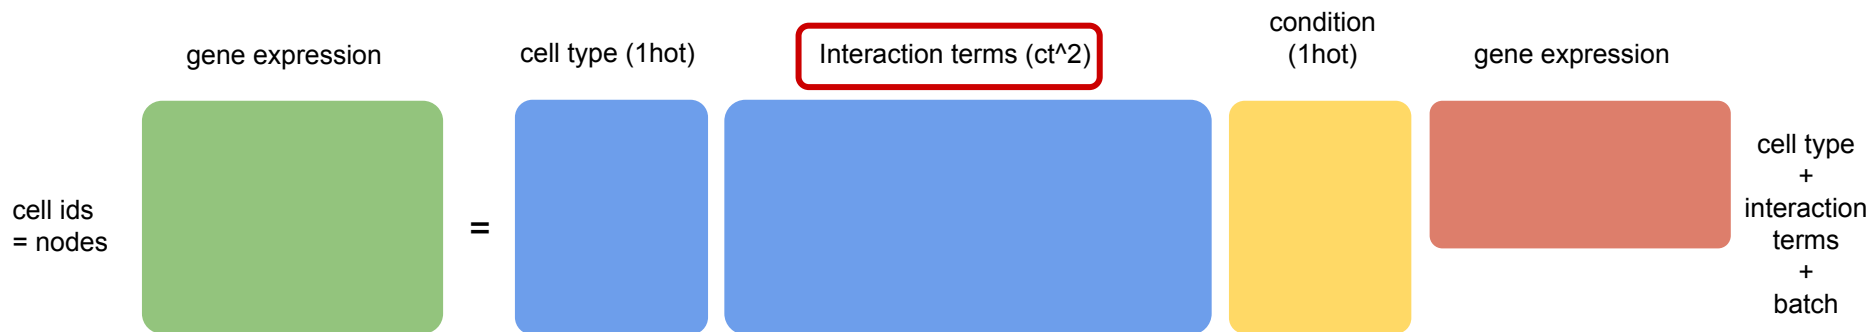 gene expression
cell type (1hot)
Interaction terms (ct^2)
condition
(1hot)
gene expression
cell ids
= nodes
=
cell type
+
interaction
terms
+
batch